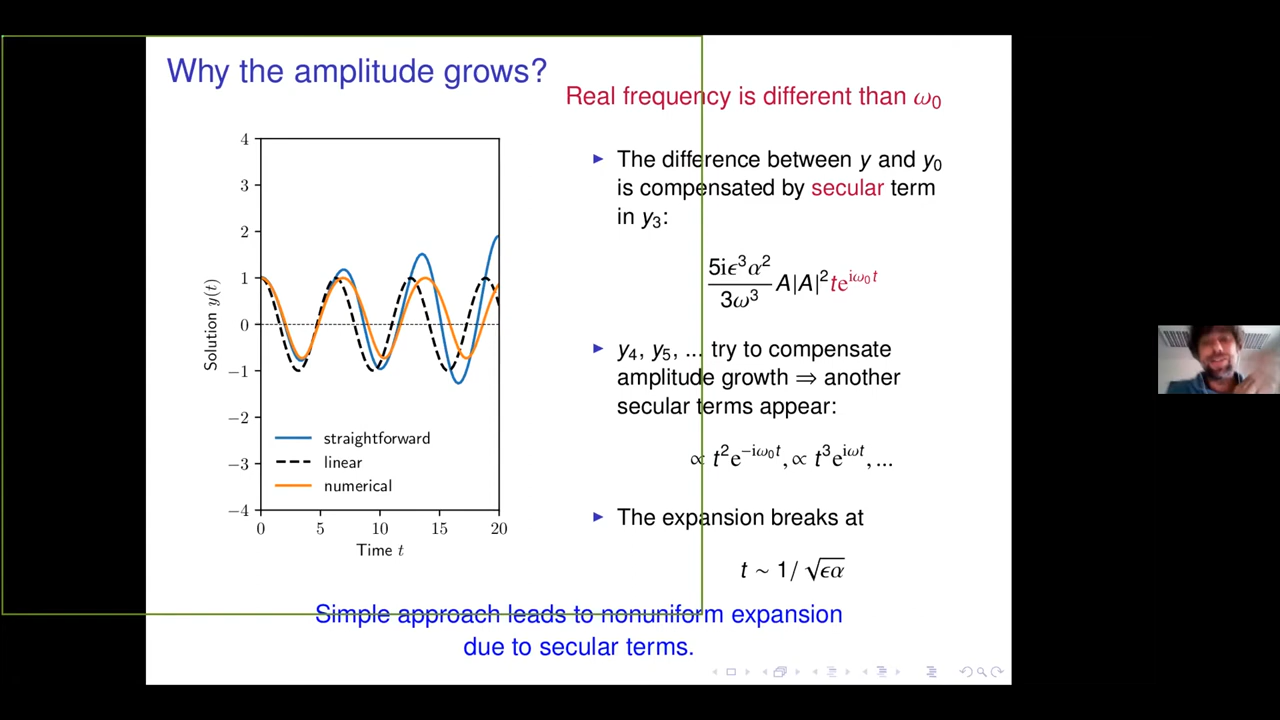 Why the amplitude grows?
Real frequency is different than ω₀
4
3
2
1
0
−1
−2
−3
−4
Solution y(t)
straightforward
linear
numerical
0 5 10 15 20
Time t
▶ The difference between y and y₀
is compensated by secular term
in y₃:
5iϵ³α²/3ω³ A|A|²te^{iω₀t}
▶ y₄, y₅, ... try to compensate
amplitude growth ⇒ another
secular terms appear:
∝ t²e^{−iω₀t}, ∝ t³e^{iωt}, ...
▶ The expansion breaks at
t ∼ 1/√ϵα
Simple approach leads to nonuniform expansion
due to secular terms.